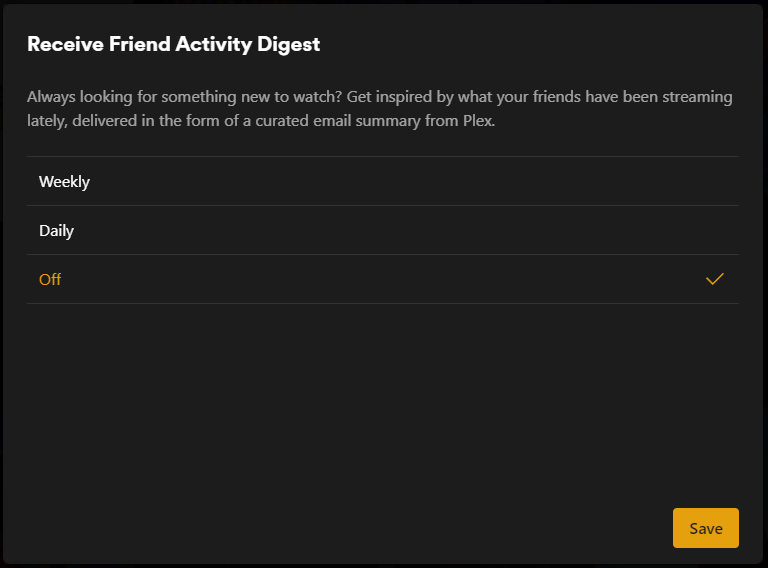 Receive Friend Activity Digest
Always looking for something new to watch? Get inspired by what your friends have been streaming
lately, delivered in the form of a curated email summary from Plex.
Weekly
Daily
Off
Save